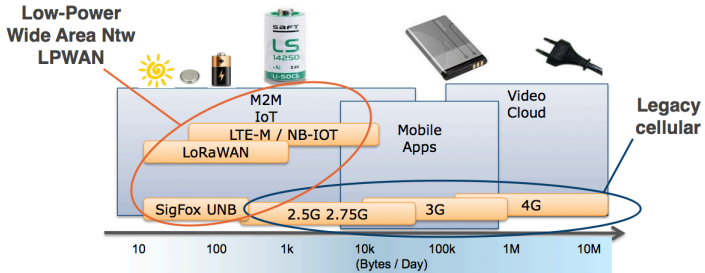 Low-Power
Wide Area Ntw
LPWAN
SAFT
LS
14250
M2M
IoT
LTE-M / NB-IOT
LoRaWAN
SigFox UNB
Mobile
Apps
Video
Cloud
Legacy
cellular
2.5G 2.75G
3G
4G
10
100
1k
10k
100k
1M
10M
(Bytes / Day)